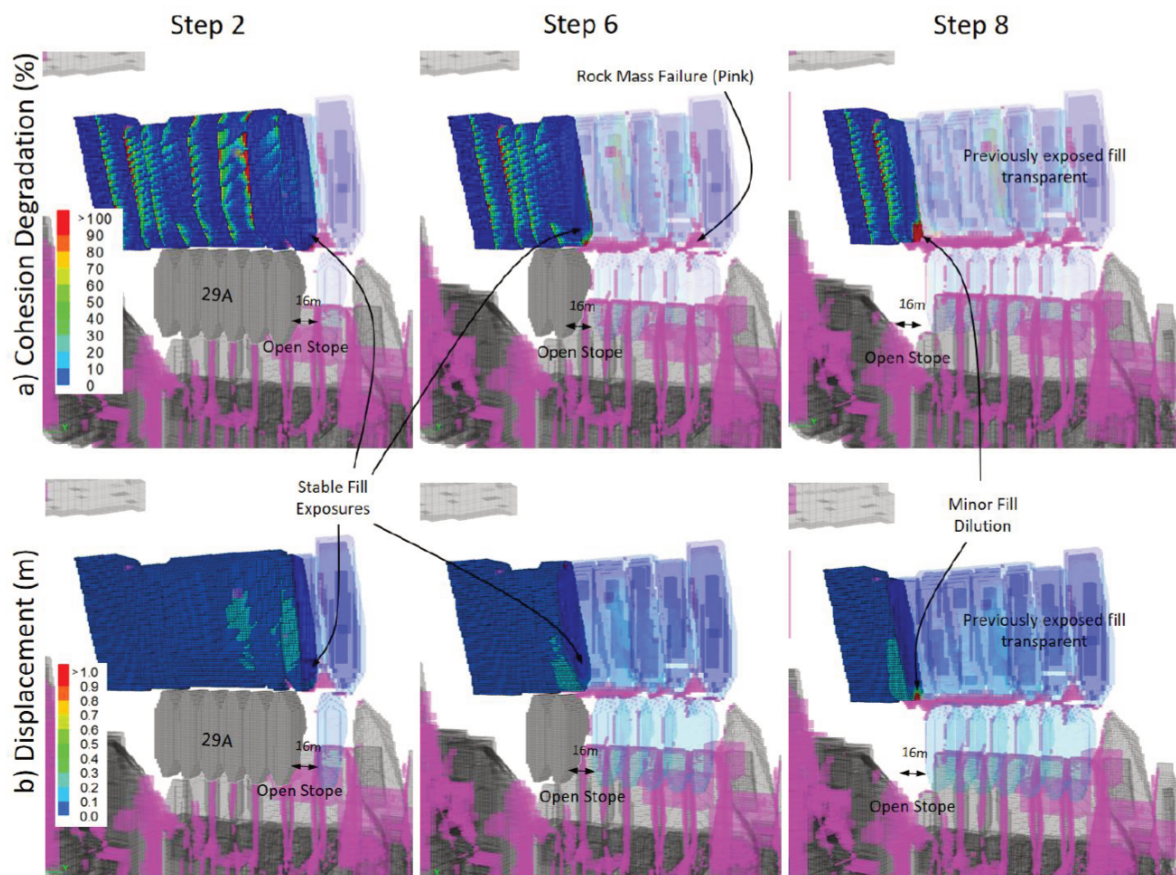 Step 2
Step 6
Step 8
a) Cohesion Degradation (%)
Rock Mass Failure (Pink)
Previously exposed fill
transparent
>100
90
80
70
60
50
40
30
20
10
0
29A
16m
Open Stope
16m
Open Stope
16m
Open Stope
Stable Fill
Exposures
Minor Fill
Dilution
b) Displacement (m)
Previously exposed fill
transparent
>1.0
0.9
0.8
0.7
0.6
0.5
0.4
0.3
0.2
0.1
0.0
29A
16m
Open Stope
16m
Open Stope
16m
Open Stope